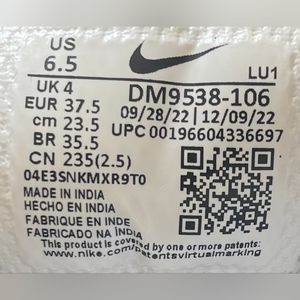 US
6.5
LU1
UK 4
EUR 37.5
cm 23.5
BR 35.5
CN 235(2.5)
DM9538-106
09/28/22 | 12/09/22
UPC 00196604336697
04E3SNKMXR9T0
MADE IN INDIA
HECHO EN INDIA
FABRIQUE EN INDE
FABRICADO NA ÍNDIA
This product is covered by one or more patents:
www.nike.com/patentsvirtualmarking